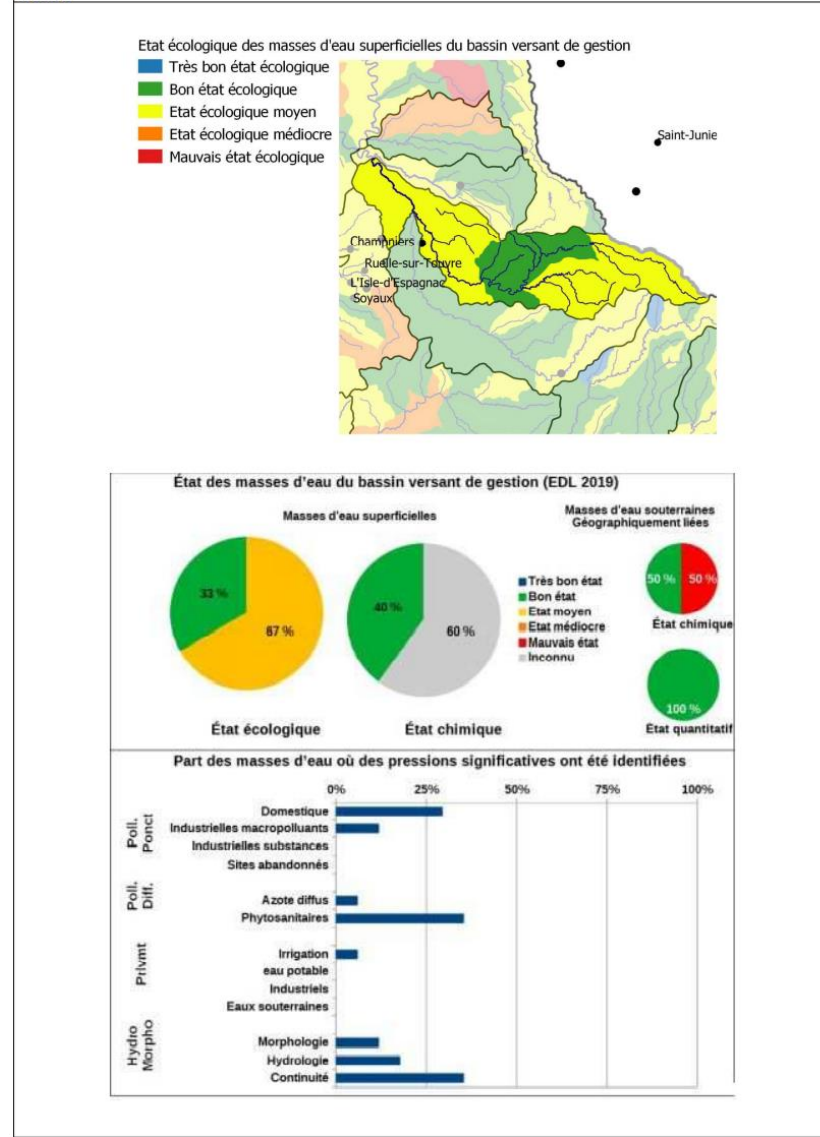 Etat écologique des masses d'eau superficielles du bassin versant de gestion
Très bon état écologique
Bon état écologique
Etat écologique moyen
Etat écologique médiocre
Mauvais état écologique
Saint-Junie
Champniers
Ruelle-sur-Touvre
L'Isle-d'Espagnac
Soyaux
État des masses d'eau du bassin versant de gestion (EDL 2019)
Masses d'eau superficielles
Masses d'eau souterraines
Géographiquement liées
33 %
67 %
40 %
60 %
Très bon état
Bon état
Etat moyen
Etat médiocre
Mauvais état
Inconnu
50 %
50 %
État chimique
100 %
État quantitatif
État écologique
État chimique
Part des masses d'eau où des pressions significatives ont été identifiées
0%
25%
50%
75%
100%
Poll.
Ponct
Domestique
Industrielles macropolluants
Industrielles substances
Sites abandonnés
Poll.
Diff.
Azote diffus
Phytosanitaires
Prlvmt
Irrigation
eau potable
Industriels
Eaux souterraines
Hydro
Morpho
Morphologie
Hydrologie
Continuité